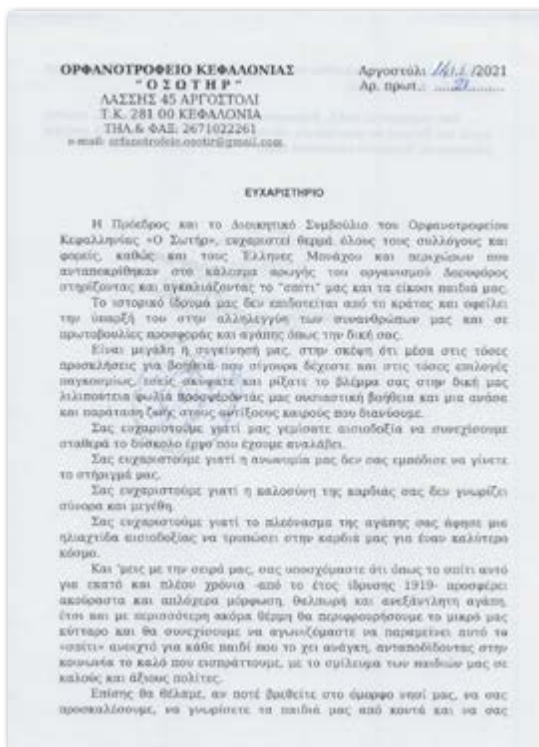 ΟΡΦΑΝΟΤΡΟΦΕΙΟ ΚΕΦΑΛΟΝΙΑΣ
" Ο Σ Ω Τ Η Ρ "
ΛΑΣΣΗΣ 45 ΑΡΓΟΣΤΟΛΙ
Τ.Κ. 281 00 ΚΕΦΑΛΟΝΙΑ
ΤΗΛ.& ΦΑΞ: 2671022261
e-mail: orfanotrofeio.osotir@gmail.com
Αργοστόλι /2021
Αρ. πρωτ.: 21
ΕΥΧΑΡΙΣΤΗΡΙΟ
Η Πρόεδρος και το Διοικητικό Συμβούλιο του Ορφανοτροφείου
Κεφαλληνίας «Ο Σωτήρ», ευχαριστεί θερμά όλους τους συλλόγους και
φορείς, καθώς και τους Έλληνες Μονάχου και περιχώρων που
ανταποκρίθηκαν στο κάλεσμα αρωγής του οργανισμού Δορυφόρος
στηρίζοντας και αγκαλιάζοντας το "σπίτι" μας και τα είκοσι παιδιά μας.
Το ιστορικό ίδρυμά μας δεν επιδοτείται από το κράτος και οφείλει
την ύπαρξή του στην αλληλεγγύη των συνανθρώπων μας και σε
πρωτοβουλίες προσφοράς και αγάπης όπως την δική σας.
Είναι μεγάλη η συγκίνησή μας, στην σκέψη ότι μέσα στις τόσες
προσκλήσεις για βοήθεια που σίγουρα δέχεστε και στις τόσες επιλογές
παγκοσμίως, εσείς σκύψατε και ρίξατε το βλέμμα σας στην δική μας
λιλιπούτεια φωλιά προσφέροντάς μας ουσιαστική βοήθεια και μια ανάσα
και παράταση ζωής στους αντίξοους καιρούς που διανύουμε.
Σας ευχαριστούμε γιατί μας γεμίσατε αισιοδοξία να συνεχίσουμε
σταθερά το δύσκολο έργο που έχουμε αναλάβει.
Σας ευχαριστούμε γιατί η ανωνυμία μας δεν σας εμπόδισε να γίνετε
το στήριγμά μας.
Σας ευχαριστούμε γιατί η καλοσύνη της καρδιάς σας δεν γνωρίζει
σύνορα και μεγέθη.
Σας ευχαριστούμε γιατί το πλεόνασμα της αγάπης σας άφησε μια
ηλιαχτίδα αισιοδοξίας να τρυπώσει στην καρδιά μας για έναν καλύτερο
κόσμο.
Και 'μεις με την σειρά μας, σας υποσχόμαστε ότι όπως το σπίτι αυτό
για εκατό και πλέον χρόνια -από το έτος ίδρυσης 1919- προσφέρει
ακούραστα και απλόχερα μόρφωση, θαλπωρή και ανεξάντλητη αγάπη,
έτσι και με περισσότερη ακόμα θέρμη θα περιφρουρήσουμε το μικρό μας
κύτταρο και θα συνεχίσουμε να αγωνιζόμαστε να παραμείνει αυτό το
«σπίτι» ανοιχτό για κάθε παιδί που το χει ανάγκη, ανταποδίδοντας στην
κοινωνία το καλό που εισπράττουμε, με το σμίλευμα των παιδιών μας σε
καλούς και άξιους πολίτες.
Επίσης θα θέλαμε, αν ποτέ βρεθείτε στο όμορφο νησί μας, να σας
προσκαλέσουμε, να γνωρίσετε τα παιδιά μας από κοντά και να σας